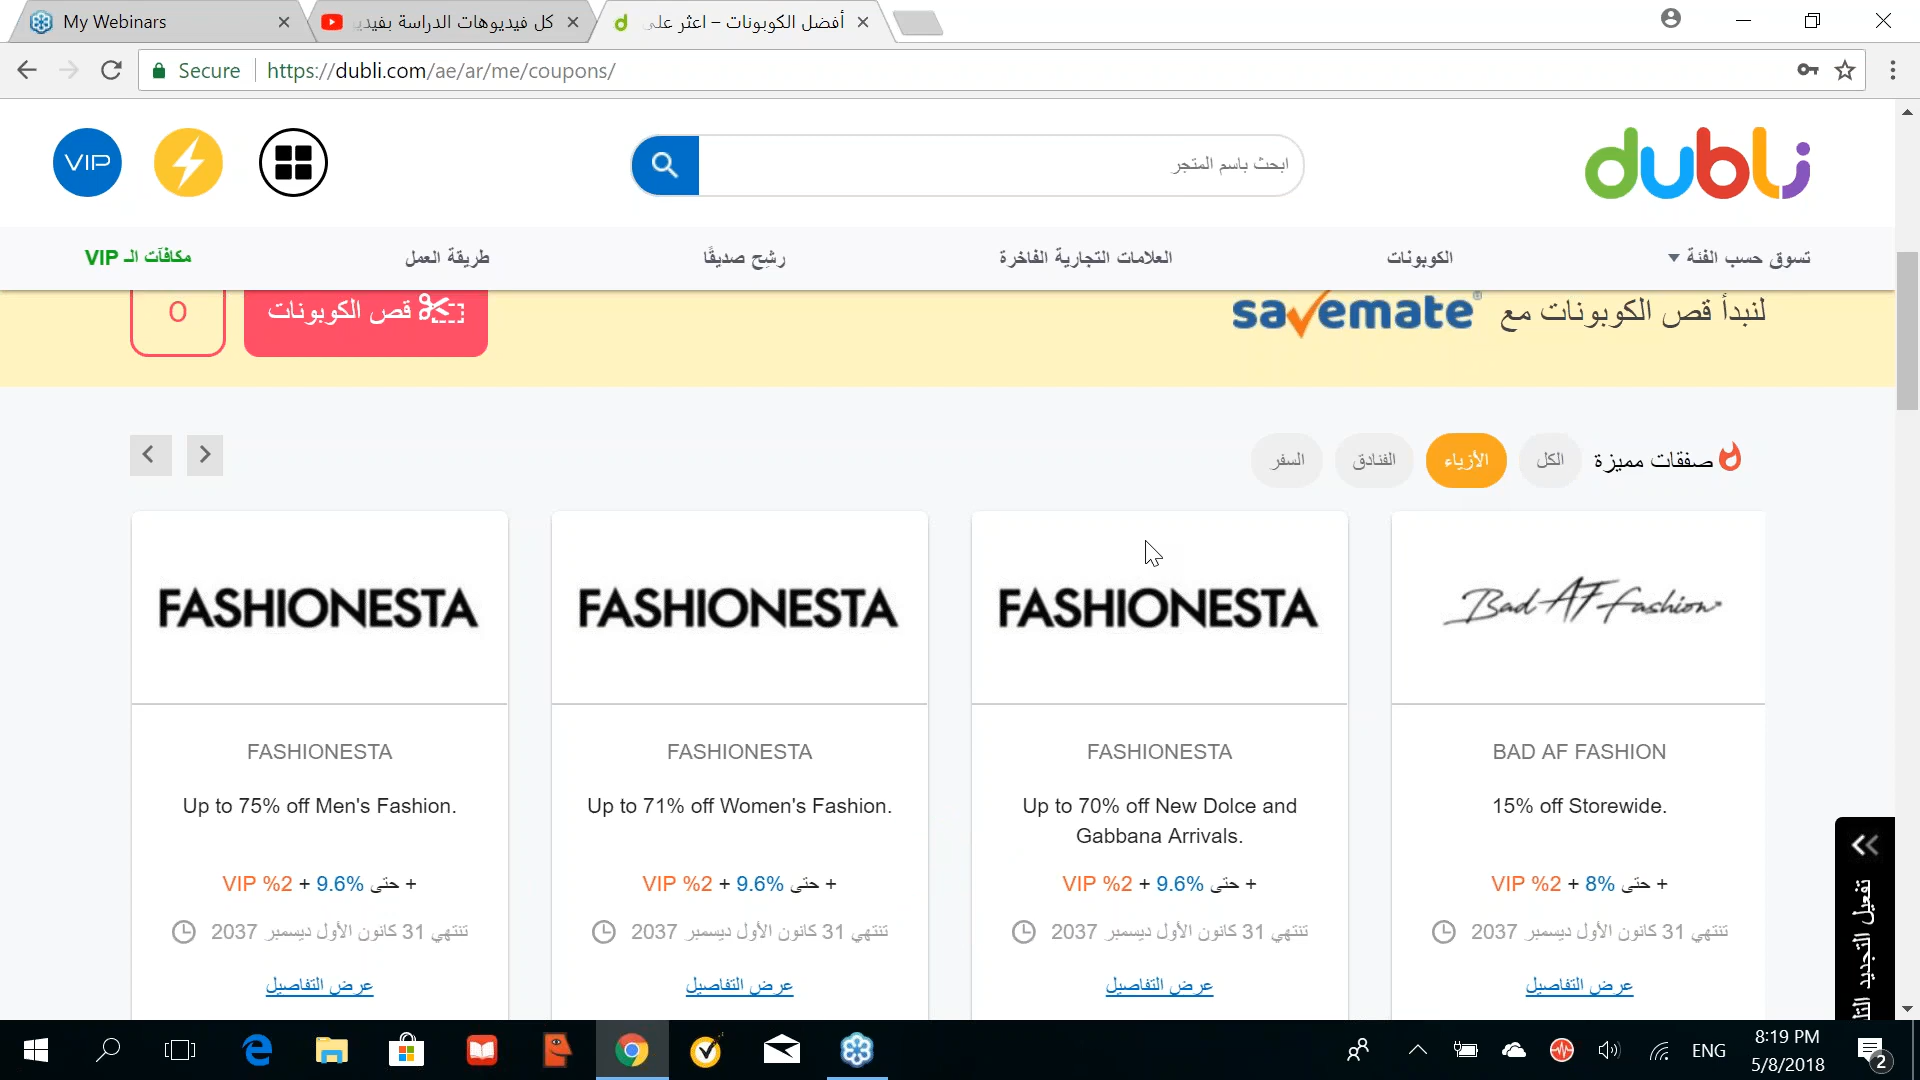 My Webinars
كل فيديوهات الدراسة بفيديو
أفضل الكوبونات – اعثر على
Secure
https://dubli.com/ae/ar/me/coupons/
VIP
ابحث باسم المتجر
dubli
تسوق حسب الفئة
الكوبونات
العلامات التجارية الفاخرة
رشِح صديقًا
طريقة العمل
مكافآت الـ VIP
لنبدأ قص الكوبونات مع savemate®
قص الكوبونات
0
صفقات مميزة
الكل
الأزياء
الفنادق
السفر
FASHIONESTA
FASHIONESTA
Up to 75% off Men's Fashion.
+ حتى 9.6% + 2% VIP
تنتهي 31 كانون الأول ديسمبر 2037
عرض التفاصيل
FASHIONESTA
FASHIONESTA
Up to 71% off Women's Fashion.
+ حتى 9.6% + 2% VIP
تنتهي 31 كانون الأول ديسمبر 2037
عرض التفاصيل
FASHIONESTA
FASHIONESTA
Up to 70% off New Dolce and
Gabbana Arrivals.
+ حتى 9.6% + 2% VIP
تنتهي 31 كانون الأول ديسمبر 2037
عرض التفاصيل
Bad AF Fashion
BAD AF FASHION
15% off Storewide.
+ حتى 8% + 2% VIP
تنتهي 31 كانون الأول ديسمبر 2037
عرض التفاصيل
تفعيل التجديد
ENG
8:19 PM
5/8/2018
2